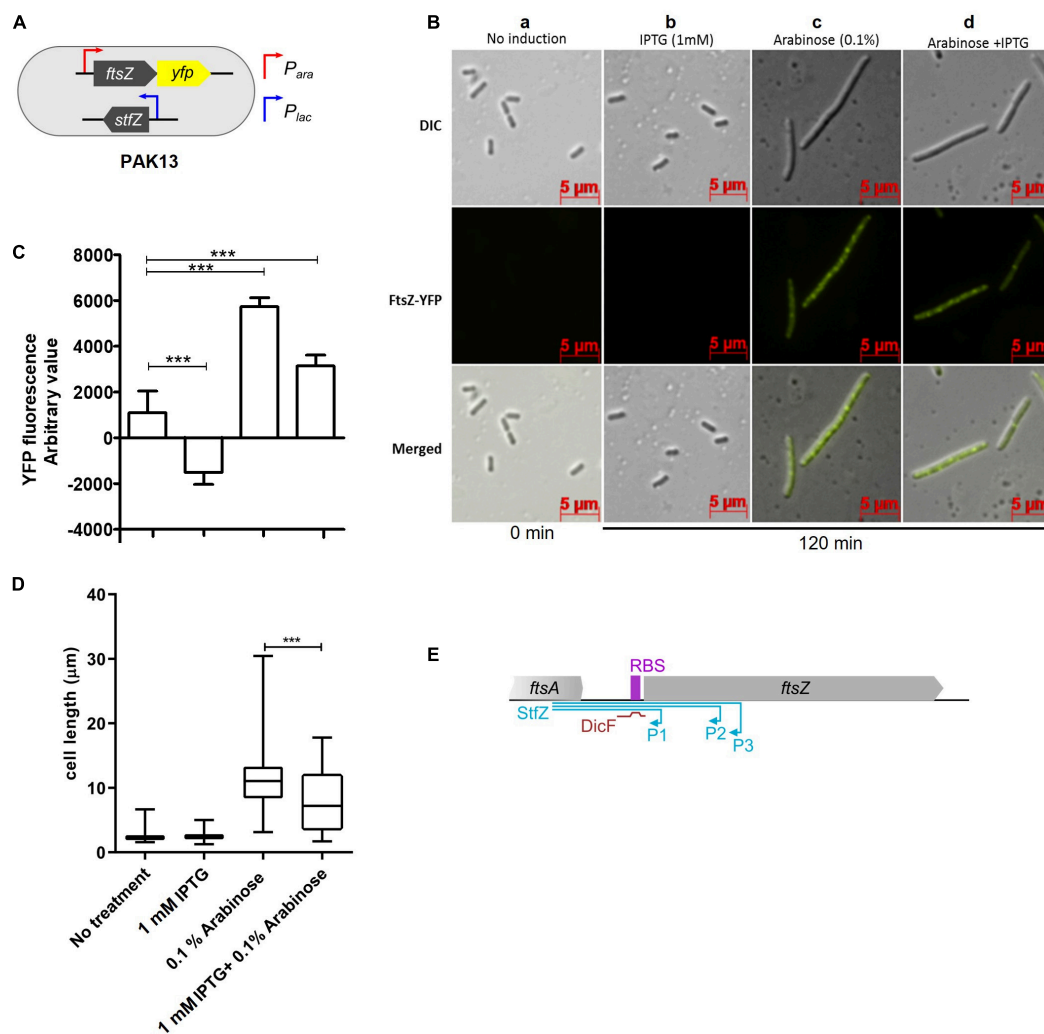 A
ftsZ
yfp
stfZ
P_ara
P_lac
PAK13
B
a
b
c
d
No induction
IPTG (1mM)
Arabinose (0.1%)
Arabinose +IPTG
DIC
5 µm
5 µm
5 µm
5 µm
FtsZ-YFP
5 µm
5 µm
5 µm
5 µm
Merged
5 µm
5 µm
5 µm
5 µm
0 min
120 min
C
YFP fluorescence
Arbitrary value
8000
6000
4000
2000
0
-2000
-4000
***
***
***
D
cell length (µm)
40
30
20
10
0
***
No treatment
1 mM IPTG
0.1 % Arabinose
1 mM IPTG+ 0.1% Arabinose
E
RBS
ftsA
ftsZ
StfZ
DicF
P1
P2
P3